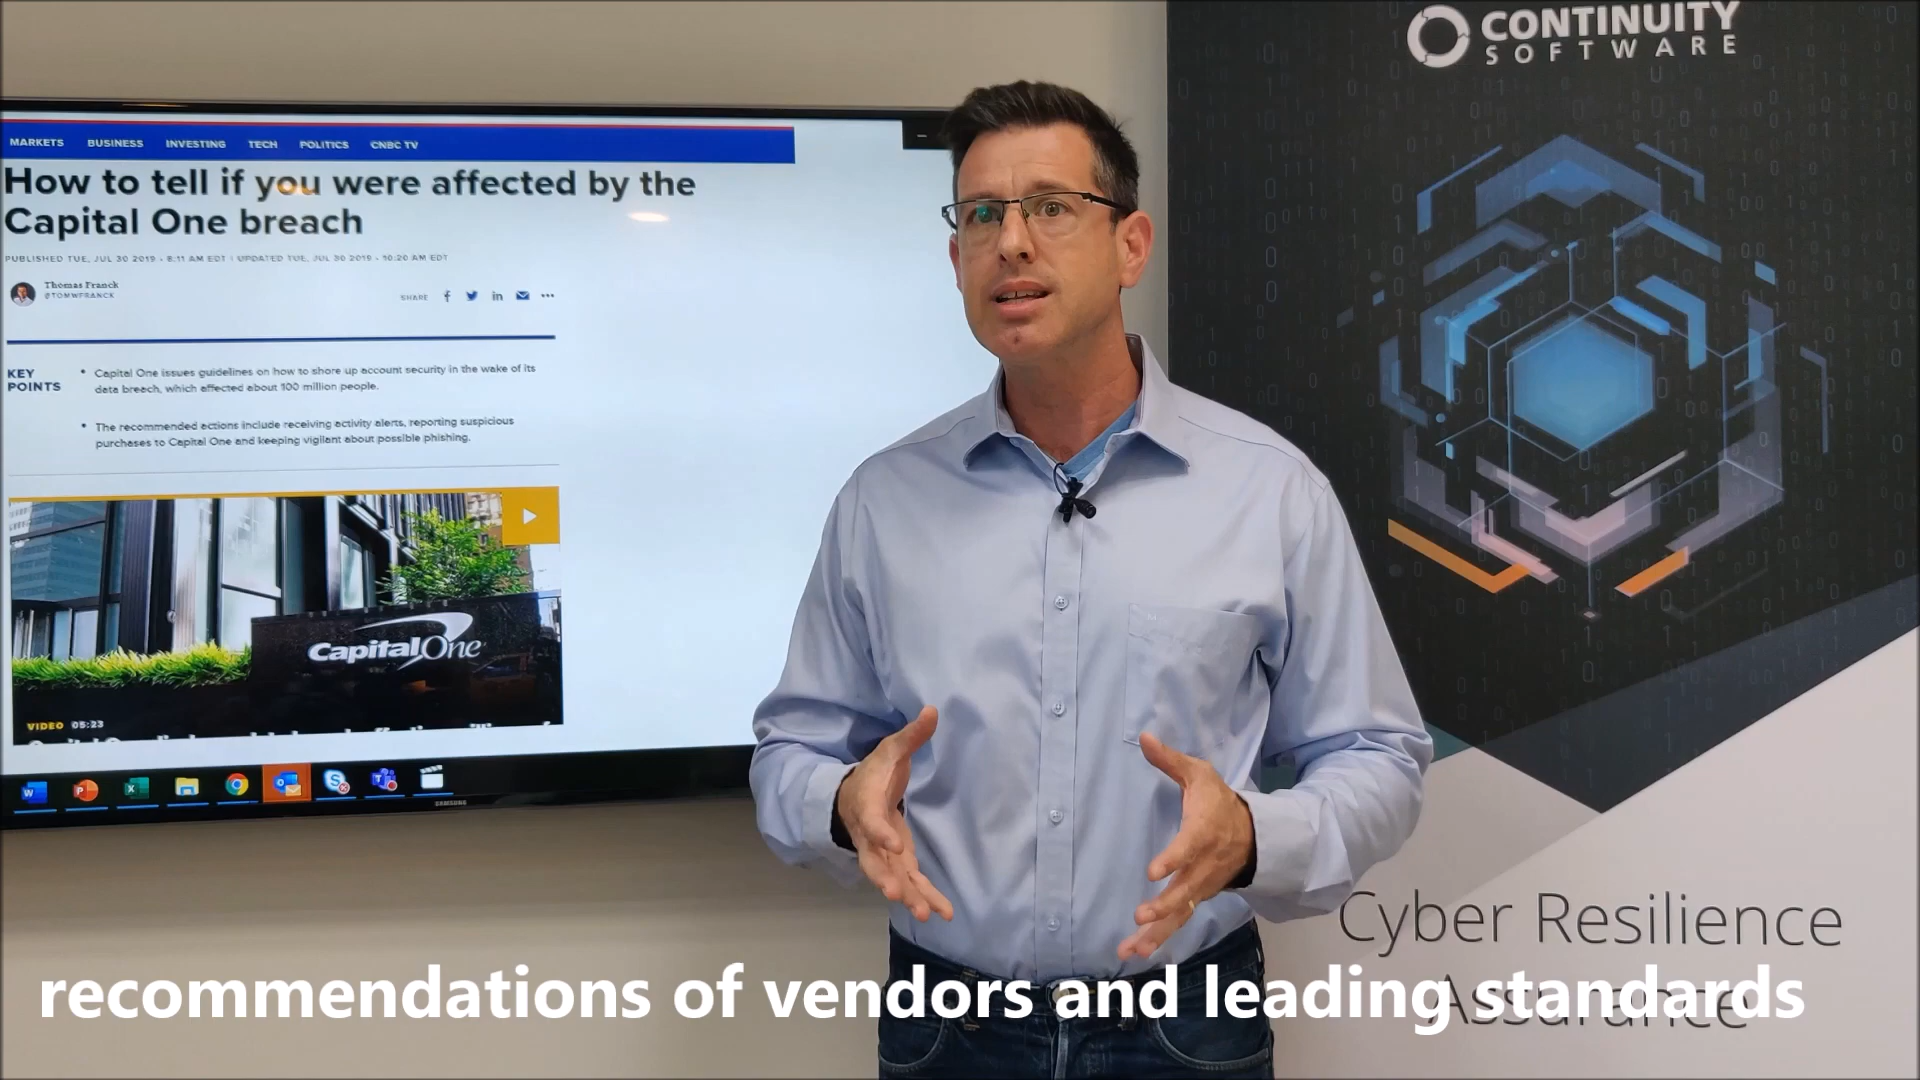 CONTINUITY
SOFTWARE
MARKETS BUSINESS INVESTING TECH POLITICS CNBC TV
How to tell if you were affected by the
Capital One breach
PUBLISHED TUE, JUL 30 2019 • 8:11 AM EDT | UPDATED TUE, JUL 30 2019 • 10:20 AM EDT
Thomas Franck
@TOMWFRANCK
SHARE
KEY
POINTS
• Capital One issues guidelines on how to shore up account security in the wake of its
data breach, which affected about 100 million people.
• The recommended actions include receiving activity alerts, reporting suspicious
purchases to Capital One and keeping vigilant about possible phishing.
CapitalOne
VIDEO 05:23
SAMSUNG
Cyber Resilience
Assurance
recommendations of vendors and leading standards